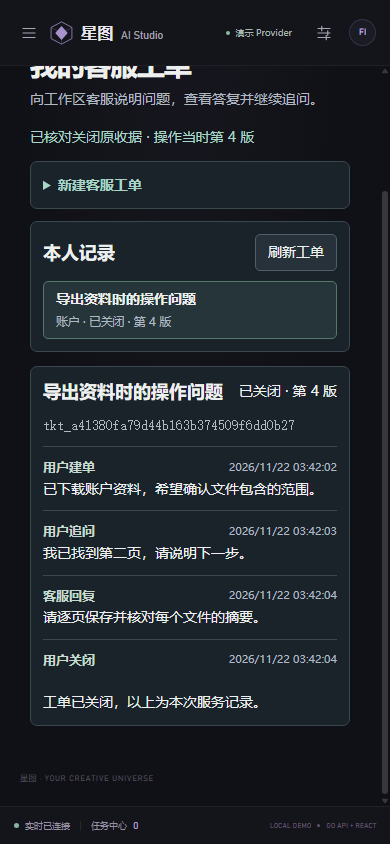 星图 AI Studio
演示 Provider
FI
我的客服工单
向工作区客服说明问题，查看答复并继续追问。
已核对关闭原收据 · 操作当时第 4 版
▶ 新建客服工单
本人记录
刷新工单
导出资料时的操作问题
账户 · 已关闭 · 第 4 版
导出资料时的操作问题
已关闭 · 第 4 版
tkt_a41380fa79d44b163b374509f6dd0b27
用户建单 2026/11/22 03:42:02
已下载账户资料，希望确认文件包含的范围。
用户追问 2026/11/22 03:42:03
我已找到第二页，请说明下一步。
客服回复 2026/11/22 03:42:04
请逐页保存并核对每个文件的摘要。
用户关闭 2026/11/22 03:42:04
工单已关闭，以上为本次服务记录。
星图 · YOUR CREATIVE UNIVERSE
实时已连接 任务中心 0
LOCAL DEMO GO API + REACT